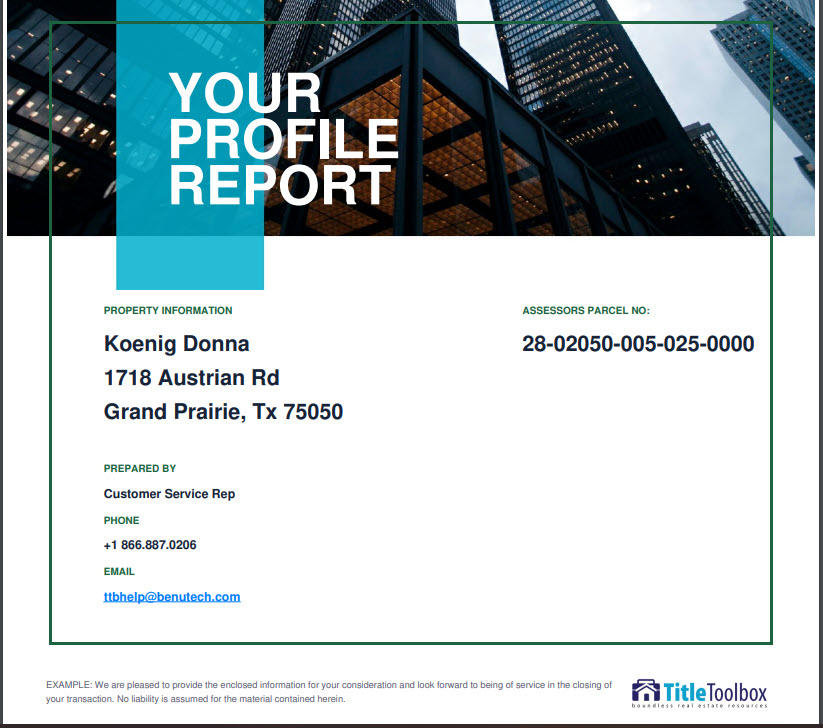 YOUR
PROFILE
REPORT
PROPERTY INFORMATION
Koenig Donna
1718 Austrian Rd
Grand Prairie, Tx 75050
ASSESSORS PARCEL NO:
28-02050-005-025-0000
PREPARED BY
Customer Service Rep
PHONE
+1 866.887.0206
EMAIL
ttbhelp@benutech.com
EXAMPLE: We are pleased to provide the enclosed information for your consideration and look forward to being of service in the closing of
your transaction. No liability is assumed for the material contained herein.
TitleToolbox
boundless real estate resources